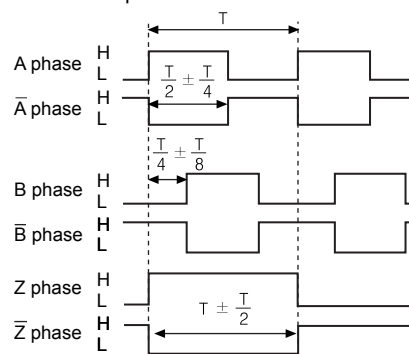 T
A phase H
L
T/2 ± T/4
A̅ phase H
L
T/4 ± T/8
B phase H
L
B̅ phase H
L
Z phase H
L
T ± T/2
Z̅ phase H
L